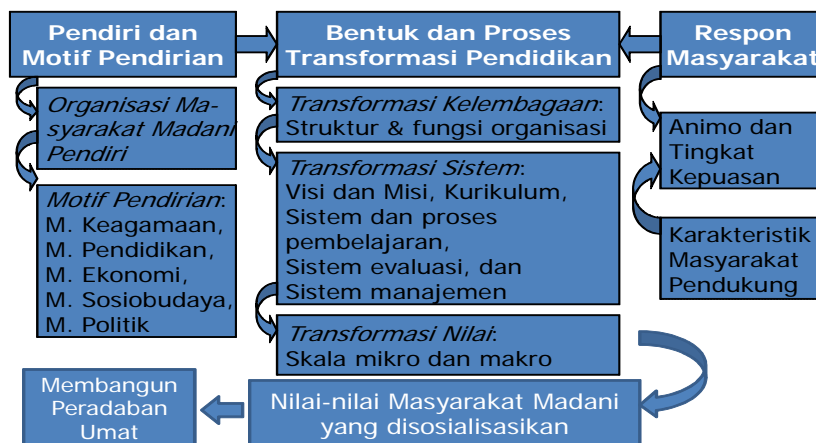 Pendiri dan
Motif Pendirian
Organisasi Ma-
syarakat Madani
Pendiri
Motif Pendirian:
M. Keagamaan,
M. Pendidikan,
M. Ekonomi,
M. Sosiobudaya,
M. Politik
Bentuk dan Proses
Transformasi Pendidikan
Transformasi Kelembagaan:
Struktur & fungsi organisasi
Transformasi Sistem:
Visi dan Misi, Kurikulum,
Sistem dan proses
pembelajaran,
Sistem evaluasi, dan
Sistem manajemen
Transformasi Nilai:
Skala mikro dan makro
Respon
Masyarakat
Animo dan
Tingkat
Kepuasan
Karakteristik
Masyarakat
Pendukung
Nilai-nilai Masyarakat Madani
yang disosialisasikan
Membangun
Peradaban
Umat